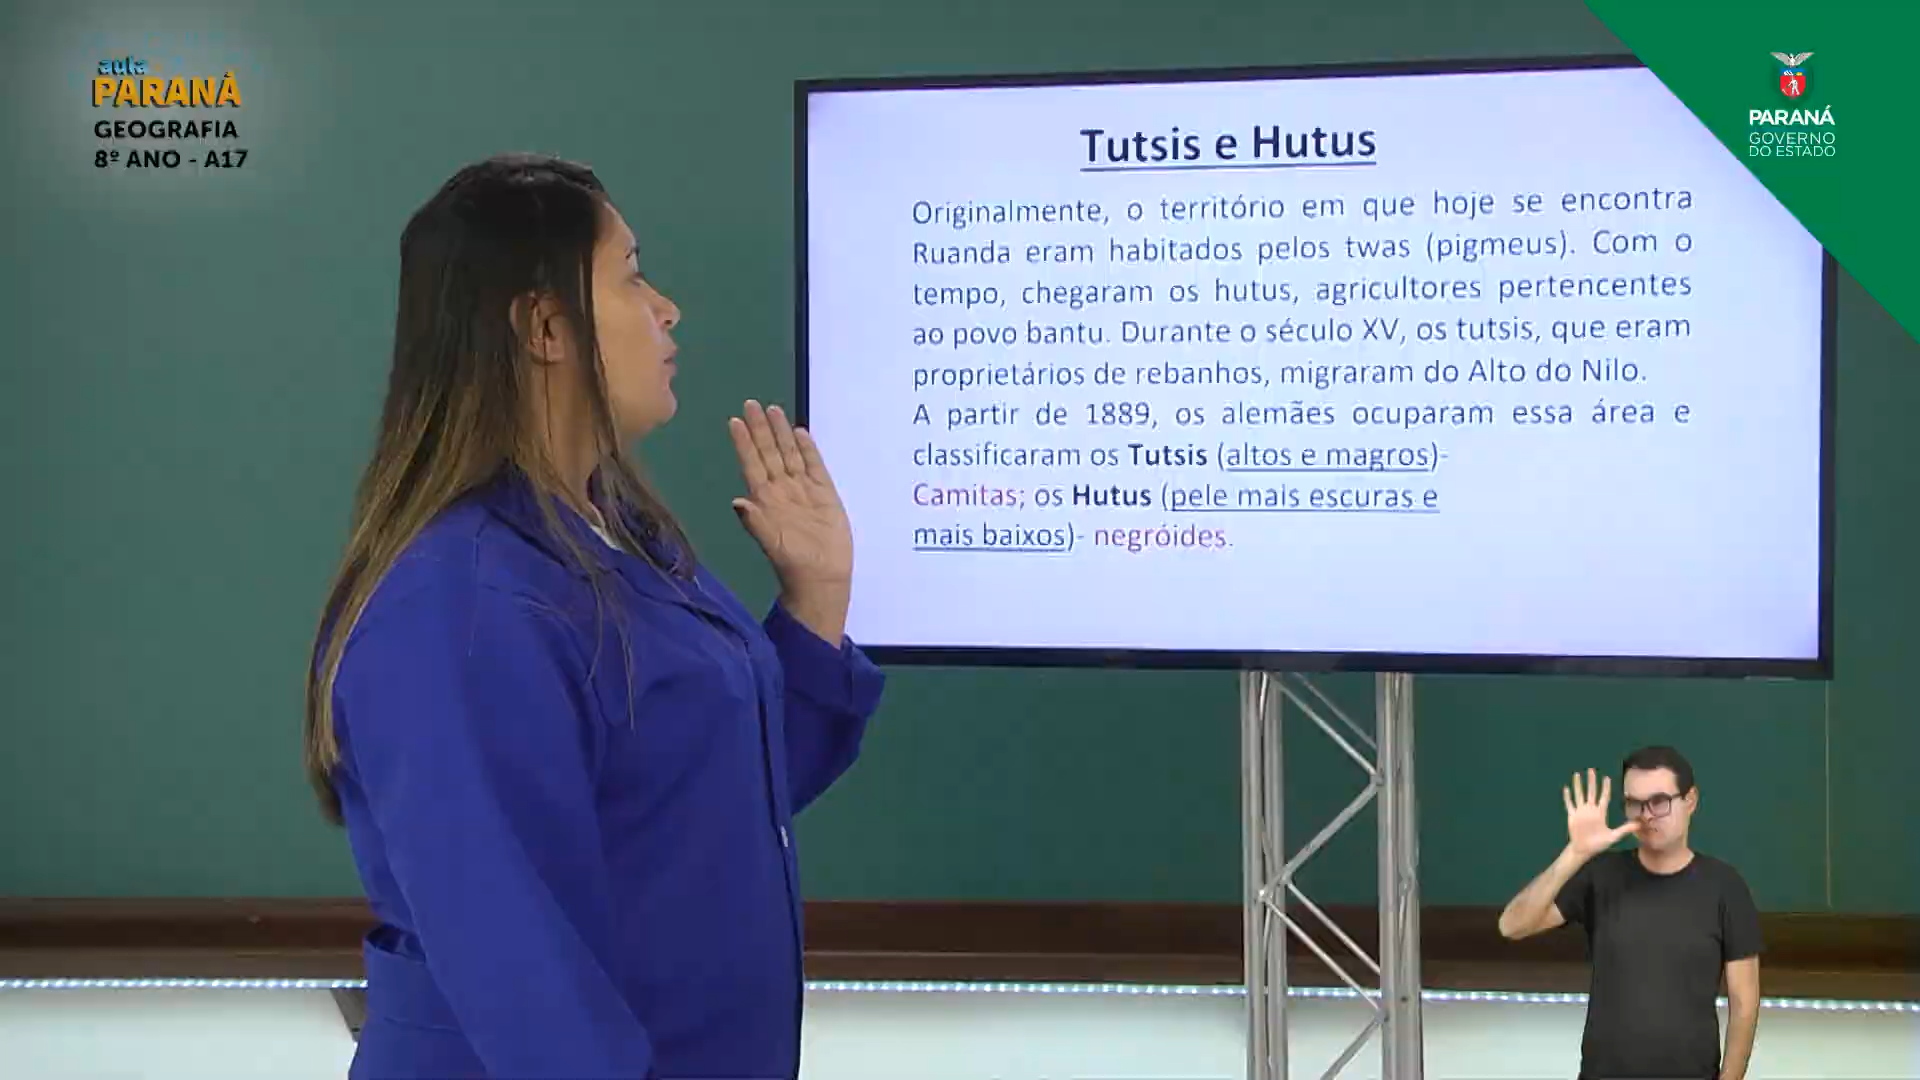 aula
PARANÁ
GEOGRAFIA
8º ANO - A17
Tutsis e Hutus
Originalmente, o território em que hoje se encontra
Ruanda eram habitados pelos twas (pigmeus). Com o
tempo, chegaram os hutus, agricultores pertencentes
ao povo bantu. Durante o século XV, os tutsis, que eram
proprietários de rebanhos, migraram do Alto do Nilo.
A partir de 1889, os alemães ocuparam essa área e
classificaram os Tutsis (altos e magros)-
Camitas; os Hutus (pele mais escuras e
mais baixos)- negróides.
PARANÁ
GOVERNO
DO ESTADO